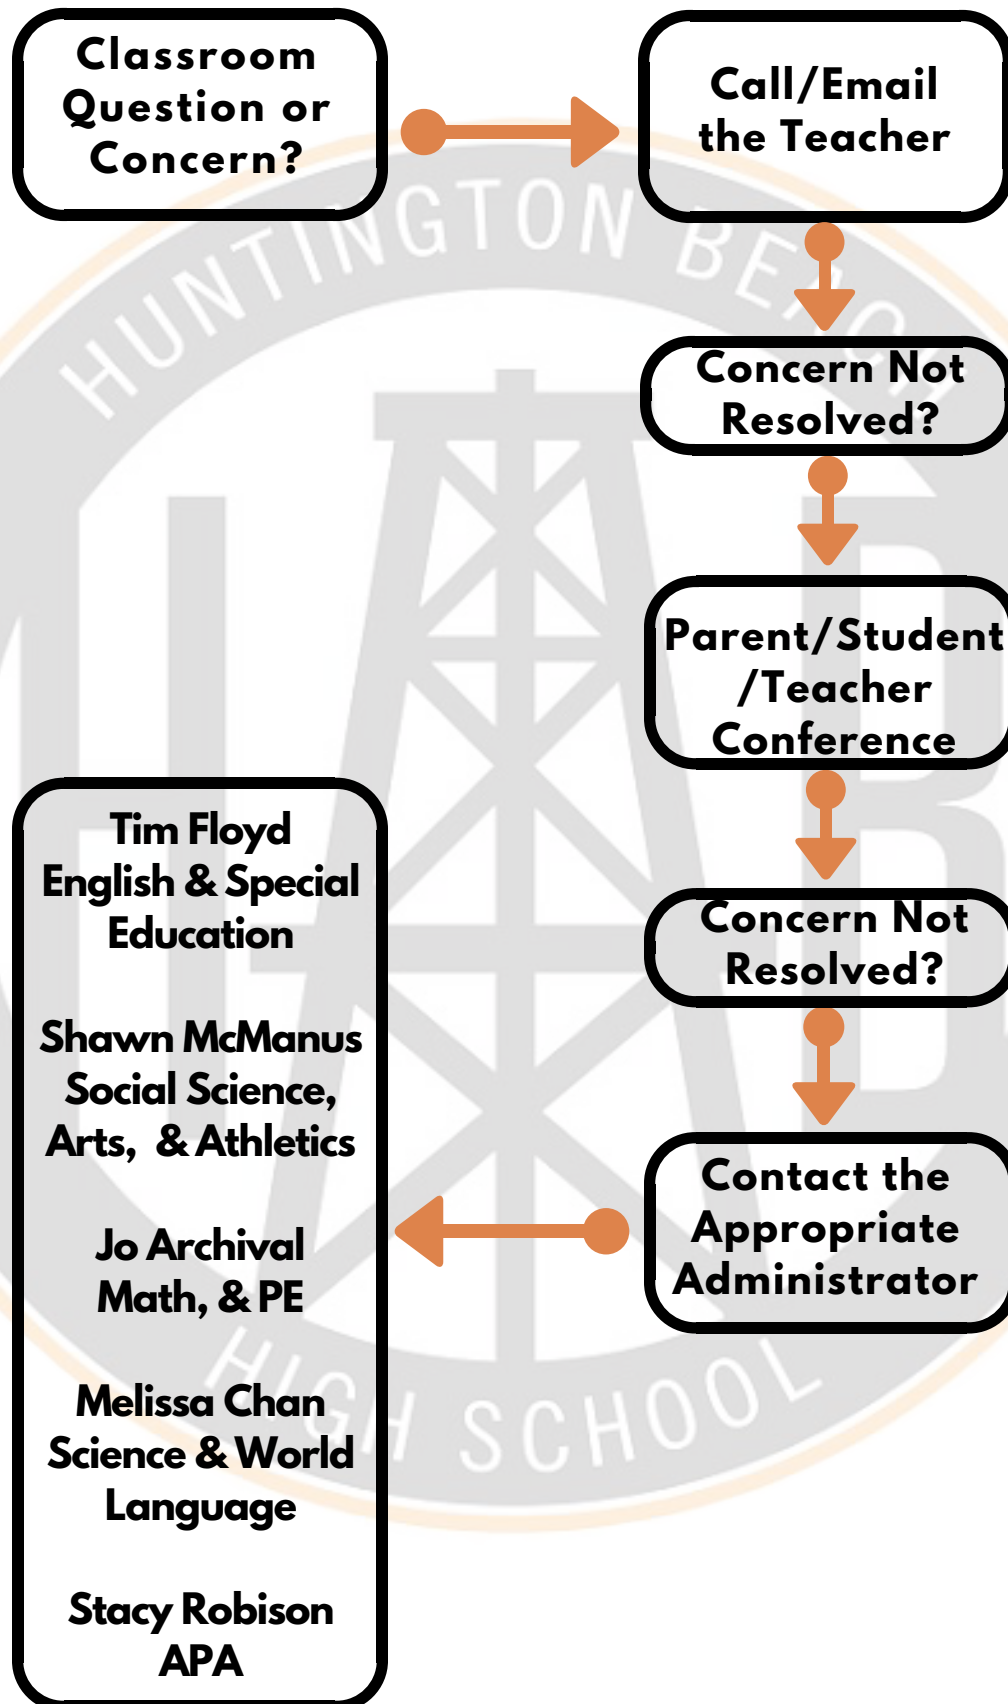 Classroom
Question or
Concern?
Call/Email
the Teacher
Concern Not
Resolved?
Parent/Student
/Teacher
Conference
Concern Not
Resolved?
Contact the
Appropriate
Administrator
Tim Floyd
English & Special
Education
Shawn McManus
Social Science,
Arts, & Athletics
Jo Archival
Math, & PE
Melissa Chan
Science & World
Language
Stacy Robison
APA
HUNTINGTON BEACH
HB
HIGH SCHOOL